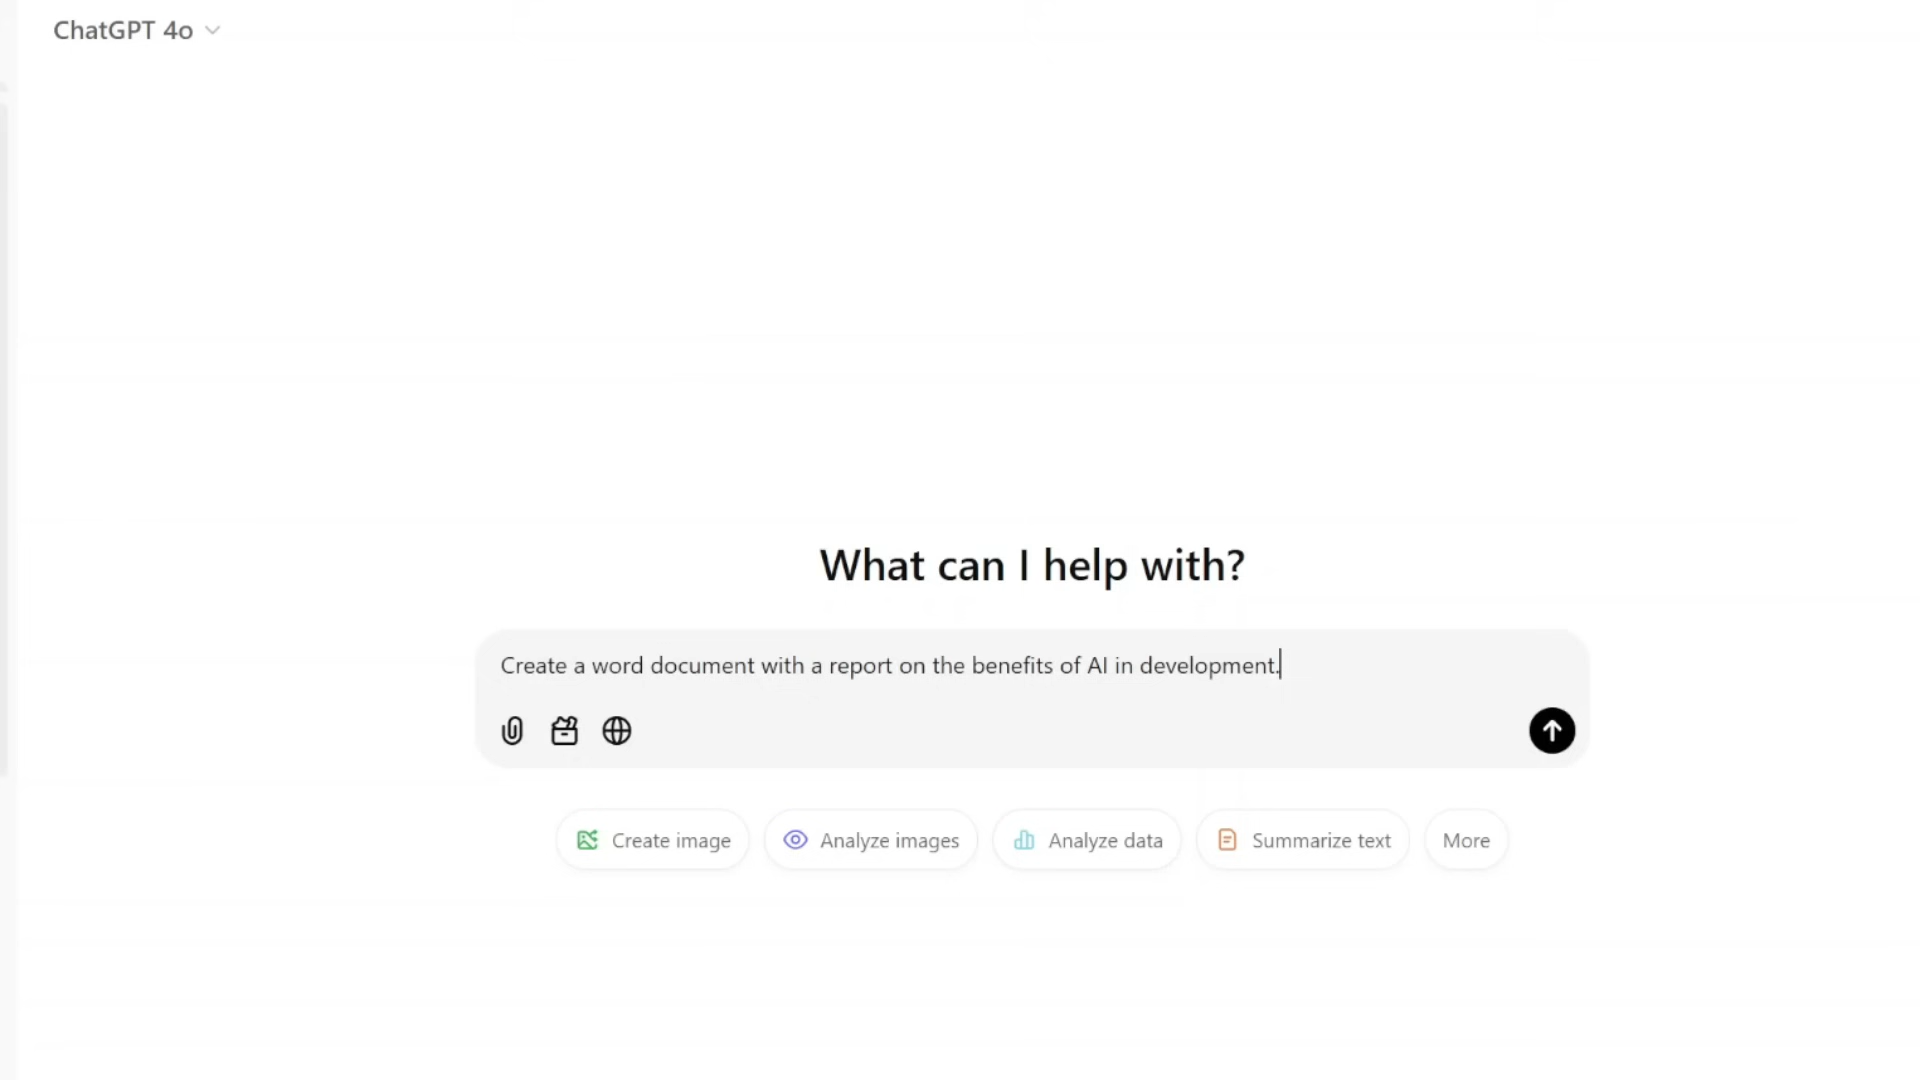 ChatGPT 4o
What can I help with?
Create a word document with a report on the benefits of AI in development.
Create image
Analyze images
Analyze data
Summarize text
More